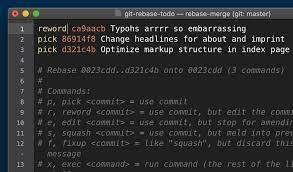 git-rebase-todo — rebase-merge (git: master)
1 reword ca9aacb Typohs arrrr so embarrassing
2 pick 86914f8 Change headlines for about and imprint
3 pick d321c4b Optimize markup structure in index page
4
5 # Rebase 0023cdd..d321c4b onto 0023cdd (3 commands)
6 #
7 # Commands:
8 # p, pick <commit> = use commit
9 # r, reword <commit> = use commit, but edit the commi
10 # e, edit <commit> = use commit, but stop for amendin
11 # s, squash <commit> = use commit, but meld into prev
12 # f, fixup <commit> = like "squash", but discard this
message
13 # x, exec <command> = run command (the rest of the li